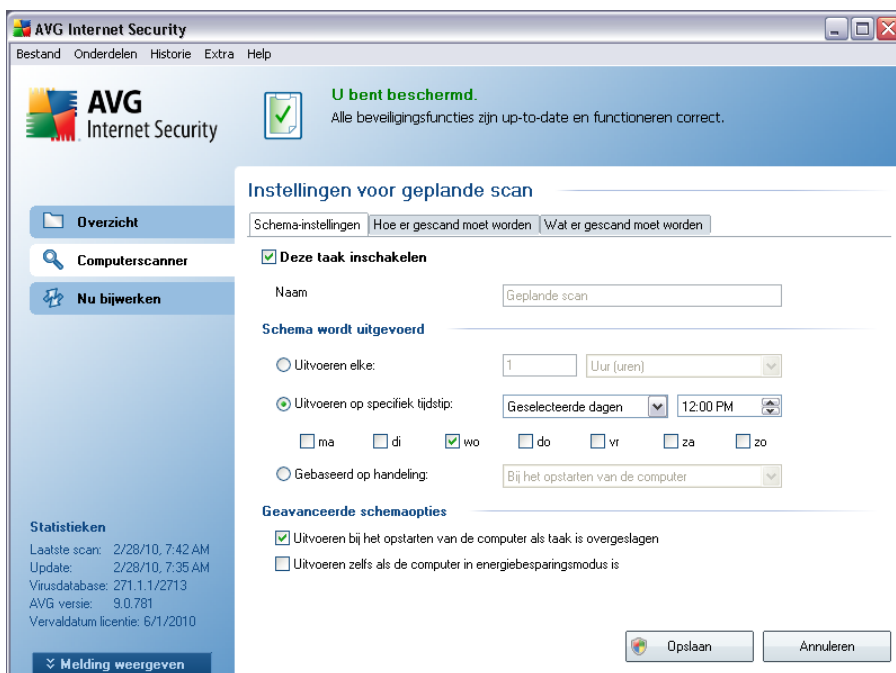 AVG Internet Security
Bestand Onderdelen Historie Extra Help
AVG
Internet Security
U bent beschermd.
Alle beveiligingsfuncties zijn up-to-date en functioneren correct.
Overzicht
Computerscanner
Nu bijwerken
Instellingen voor geplande scan
Schema-instellingen Hoe er gescand moet worden Wat er gescand moet worden
Deze taak inschakelen
Naam Geplande scan
Schema wordt uitgevoerd
Uitvoeren elke: 1 Uur (uren)
Uitvoeren op specifiek tijdstip: Geselecteerde dagen 12:00 PM
ma di wo do vr za zo
Gebaseerd op handeling: Bij het opstarten van de computer
Geavanceerde schemaopties
Uitvoeren bij het opstarten van de computer als taak is overgeslagen
Uitvoeren zelfs als de computer in energiebesparingsmodus is
Statistieken
Laatste scan: 2/28/10, 7:42 AM
Update: 2/28/10, 7:35 AM
Virusdatabase: 271.1.1/2713
AVG versie: 9.0.781
Vervaldatum licentie: 6/1/2010
Melding weergeven
Opslaan Annuleren